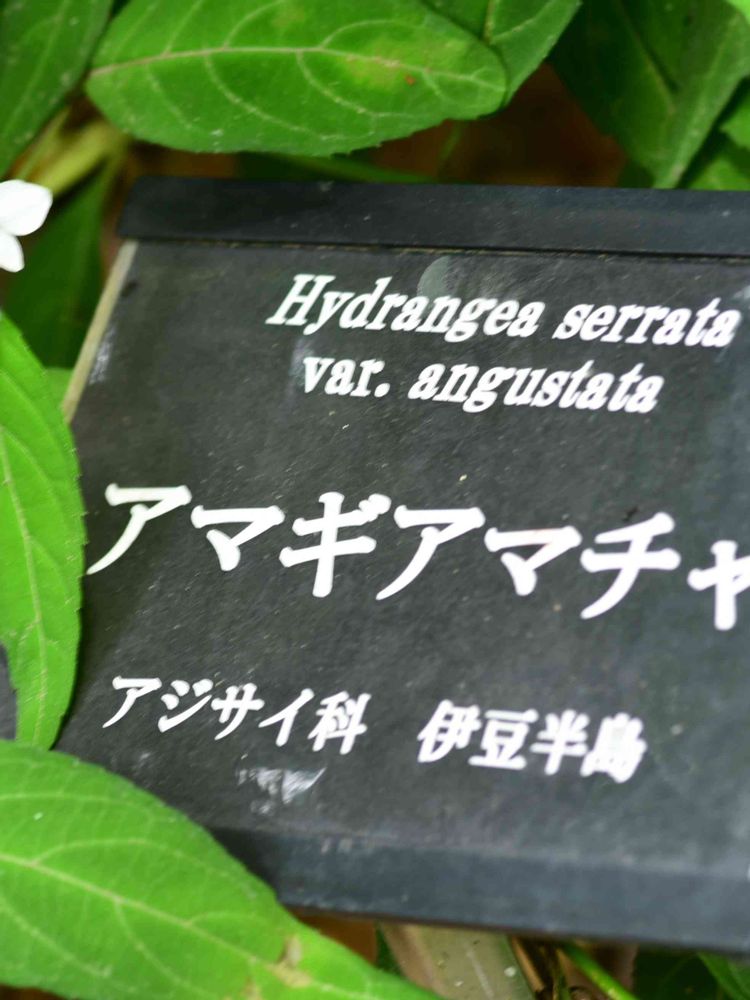 Hydrangea serrata
var. angustata
アマギアマチャ
アジサイ科　伊豆半島